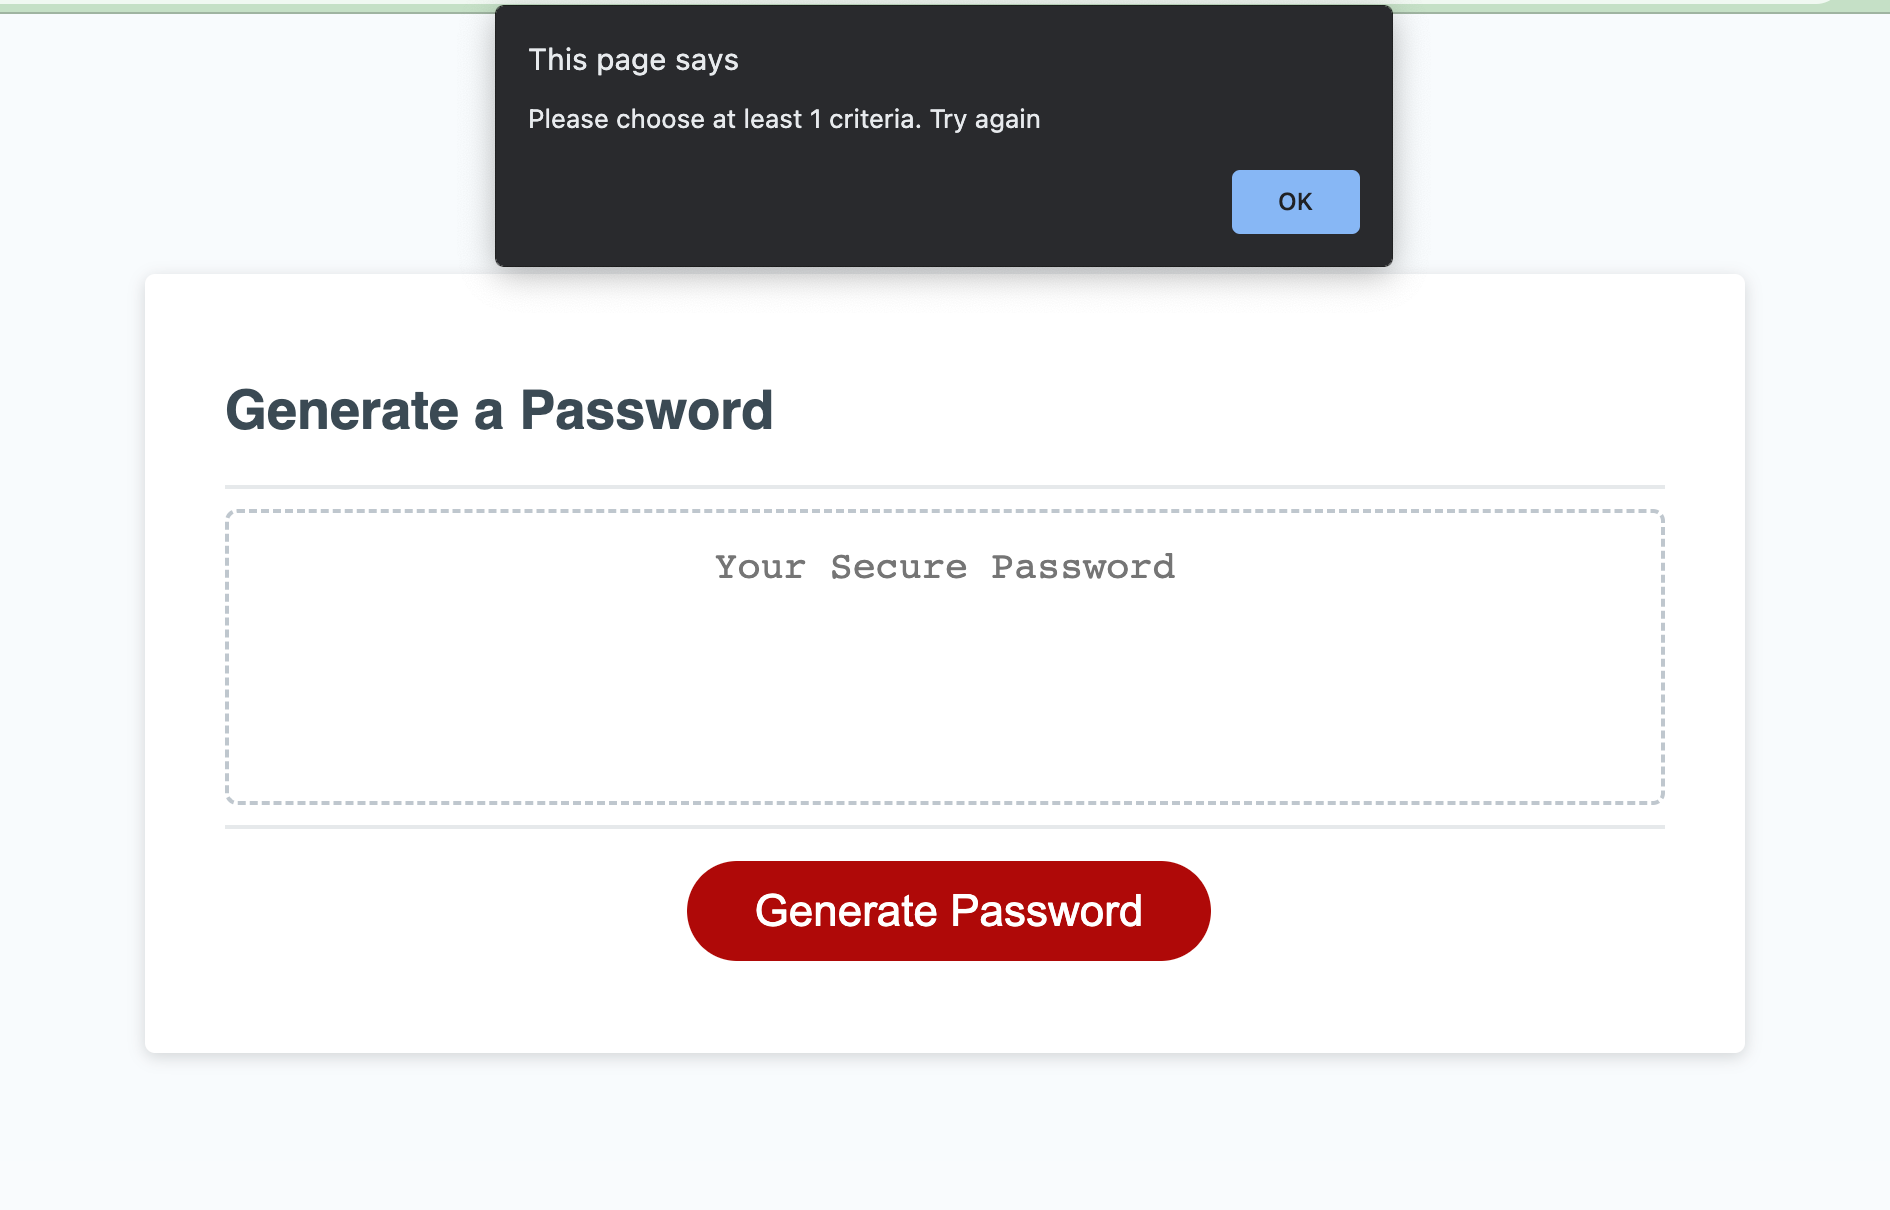 This page says
Please choose at least 1 criteria. Try again
OK
Generate a Password
Your Secure Password
Generate Password